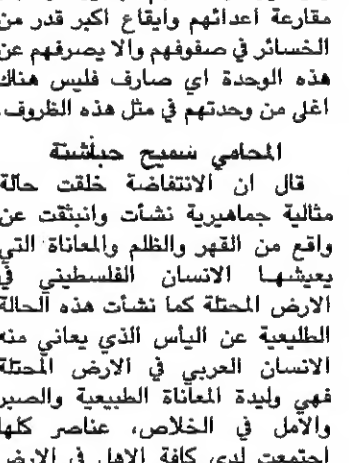 مقارعة اعدائهم وايقاع اكبر قدر من
الخسائر في صفوفهم والا يصرفهم عن
هذه الوحدة اي صارف فليس هناك
اغلى من وحدتهم في مثل هذه الظروف.
المحامي سميح حباشنة
قال ان الانتفاضة خلقت حالة
مثالية جماهيرية نشأت وانبثقت عن
واقع من القهر والظلم والمعاناة التي
يعيشها الانسان الفلسطيني في
الارض المحتلة كما نشأت هذه الحالة
الطليعية عن اليأس الذي يعاني منه
الانسان العربي في الارض المحتلة
فهي وليدة المعاناة الطبيعية والصبر
والأمل في الخلاص، عناصر كلها
اجتمعت لدى كافة الاهل في الارض